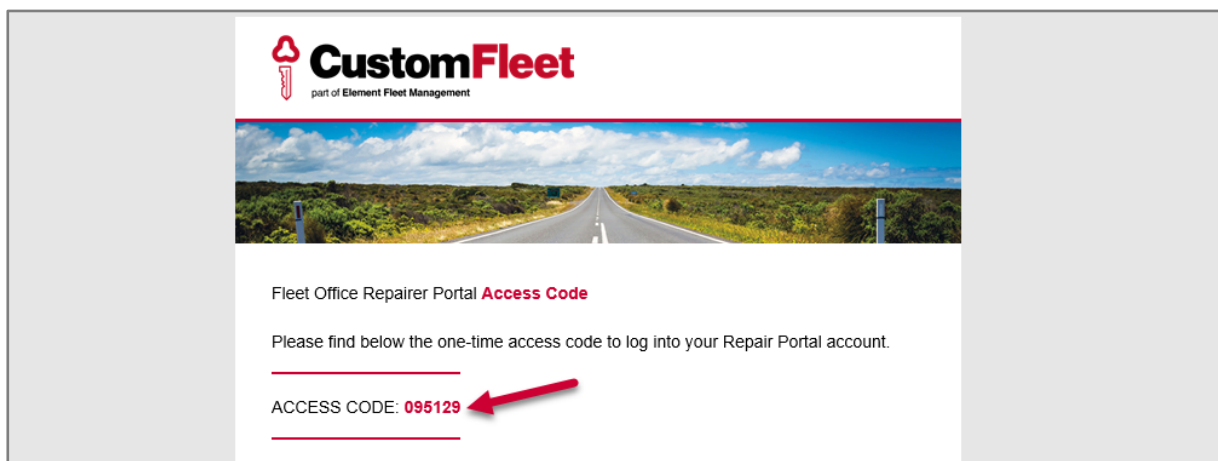 CustomFleet
part of Element Fleet Management
Fleet Office Repairer Portal Access Code
Please find below the one-time access code to log into your Repair Portal account.
ACCESS CODE: 095129